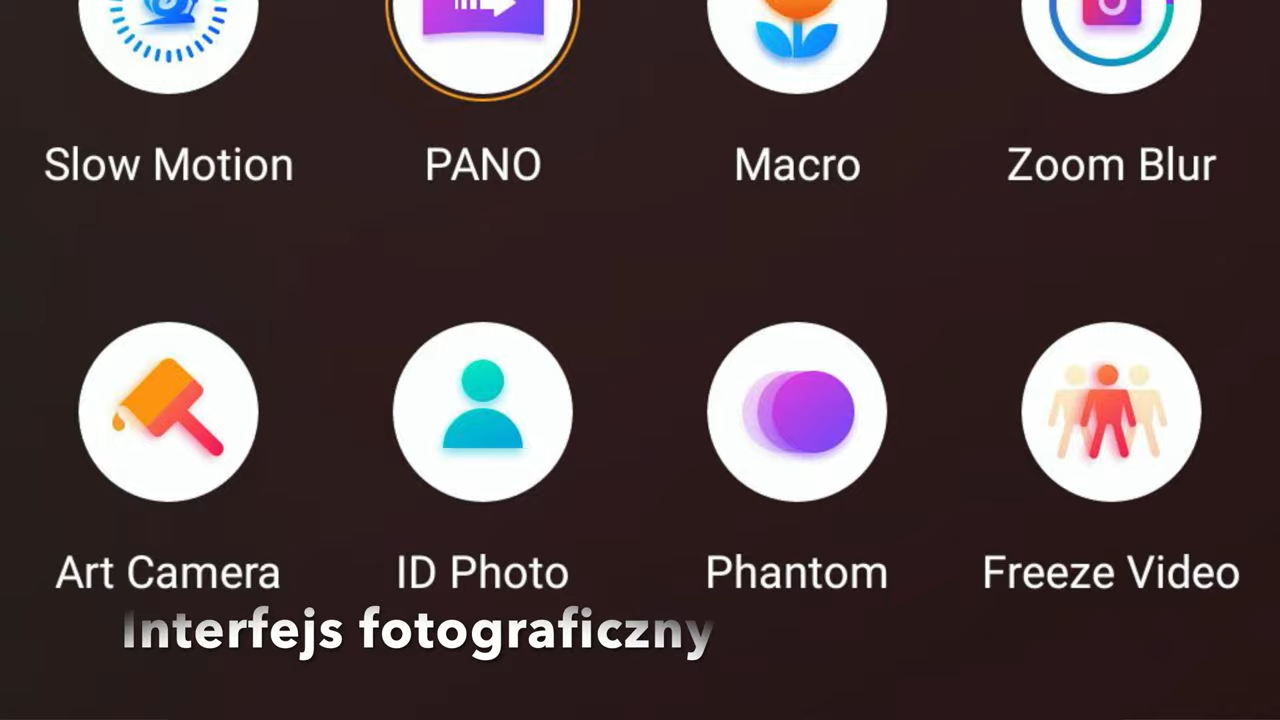 Slow Motion PANO Macro Zoom Blur
Art Camera ID Photo Phantom Freeze Video
Interfejs fotograficzny